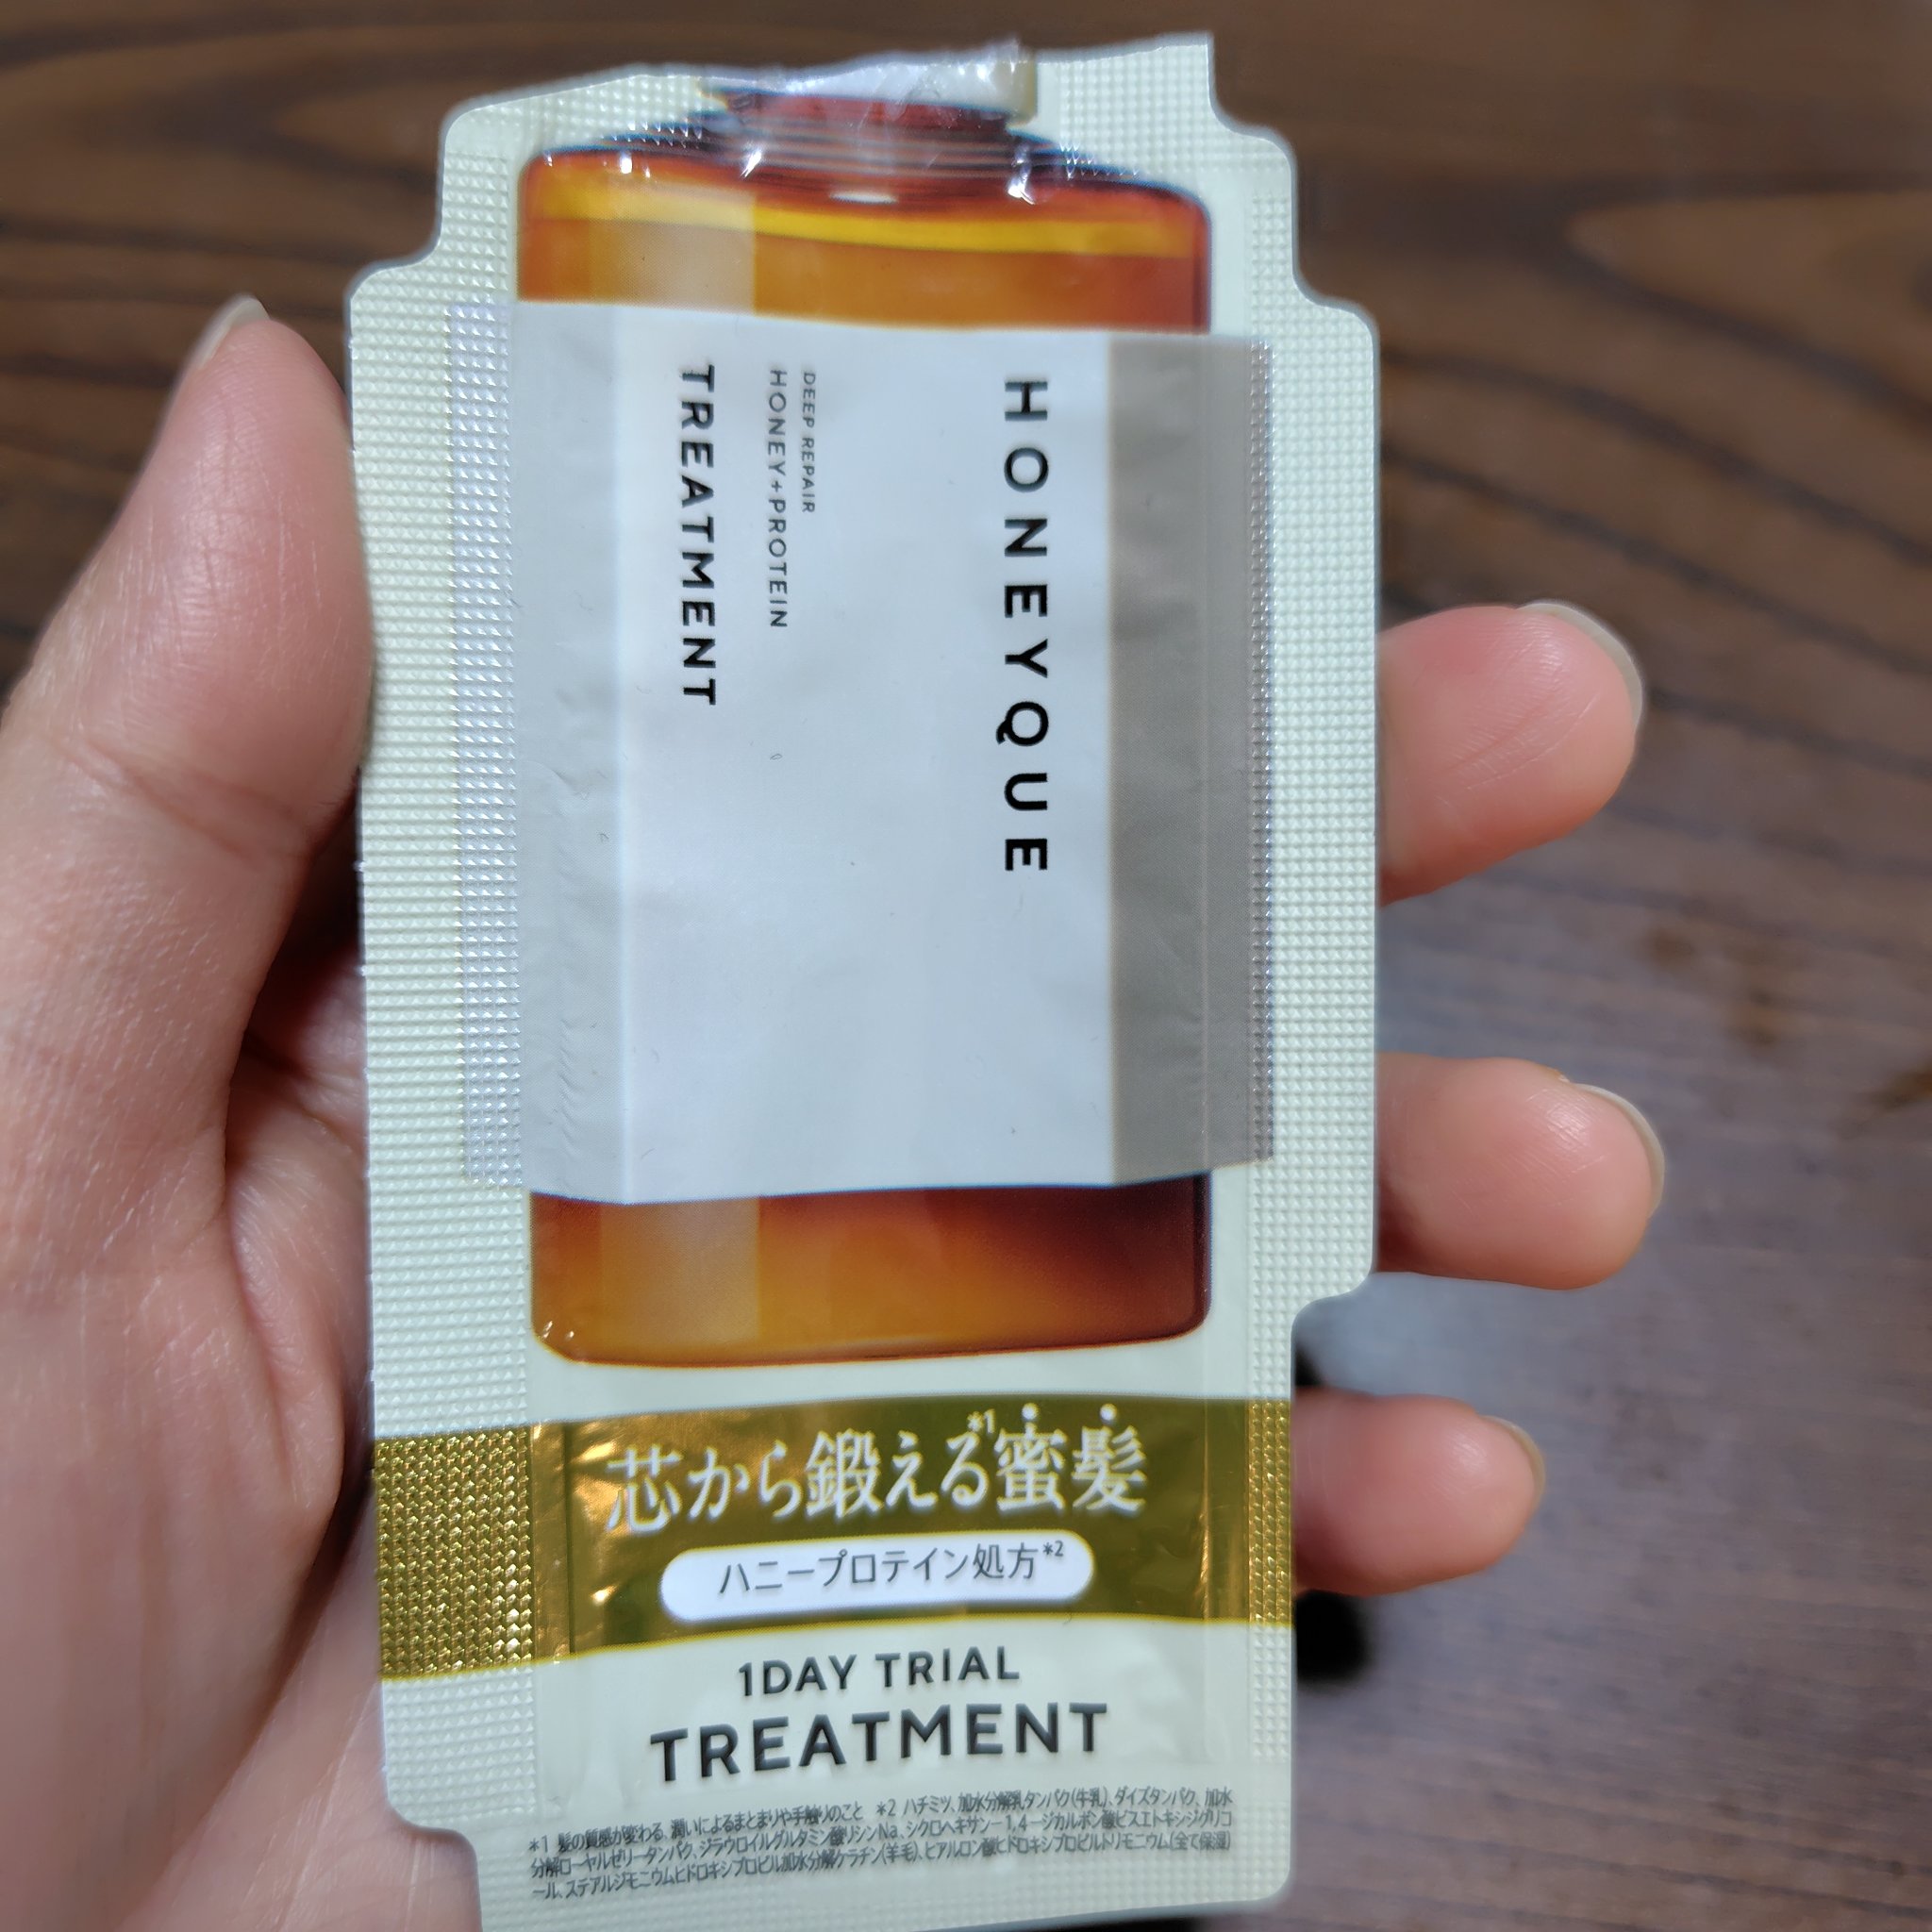 HONEYQUE
DEEP REPAIR
HONEY+PROTEIN
TREATMENT
芯から鍛える*1蜜髪
ハニープロテイン処方*2
1DAY TRIAL
TREATMENT
*1 髪の質感が変わる、潤いによるまとまりや手触りのこと *2 ハチミツ、加水分解乳タンパク(牛乳)、ダイズタンパク、加水
分解ローヤルゼリータンパク、ジラウロイルグルタミン酸リシンNa、シクロヘキサン-1,4-ジカルボン酸ビスエトキシジグリコ
ール、ステアルジモニウムヒドロキシプロピル加水分解ケラチン(羊毛)、ヒアルロン酸ヒドロキシプロピルトリモニウム(全て保湿)